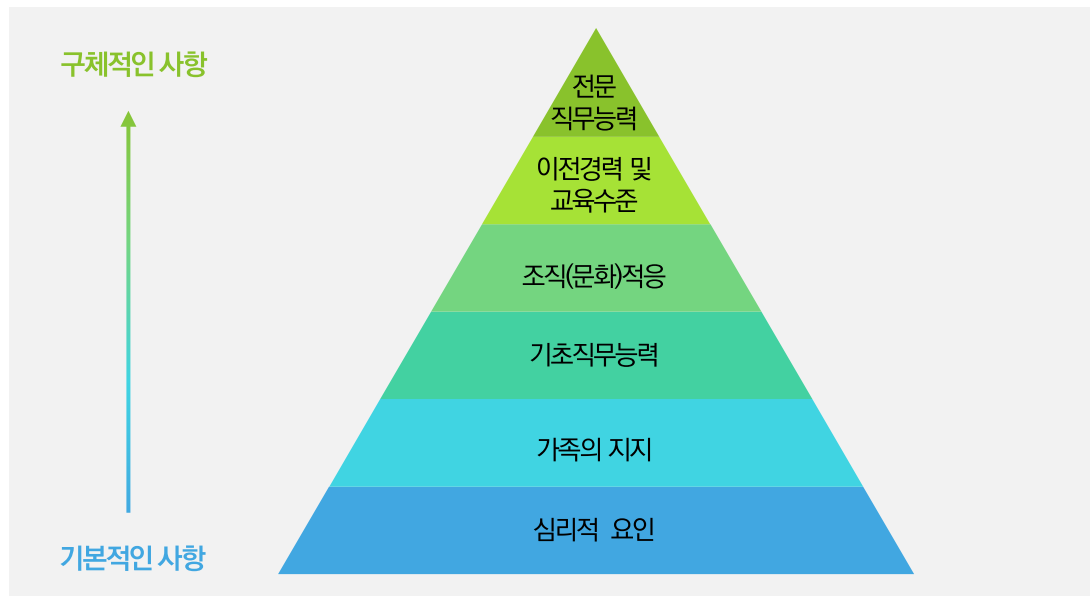 구체적인 사항
전문
직무능력
이전경력 및
교육수준
조직(문화)적응
기초직무능력
가족의 지지
심리적 요인
기본적인 사항